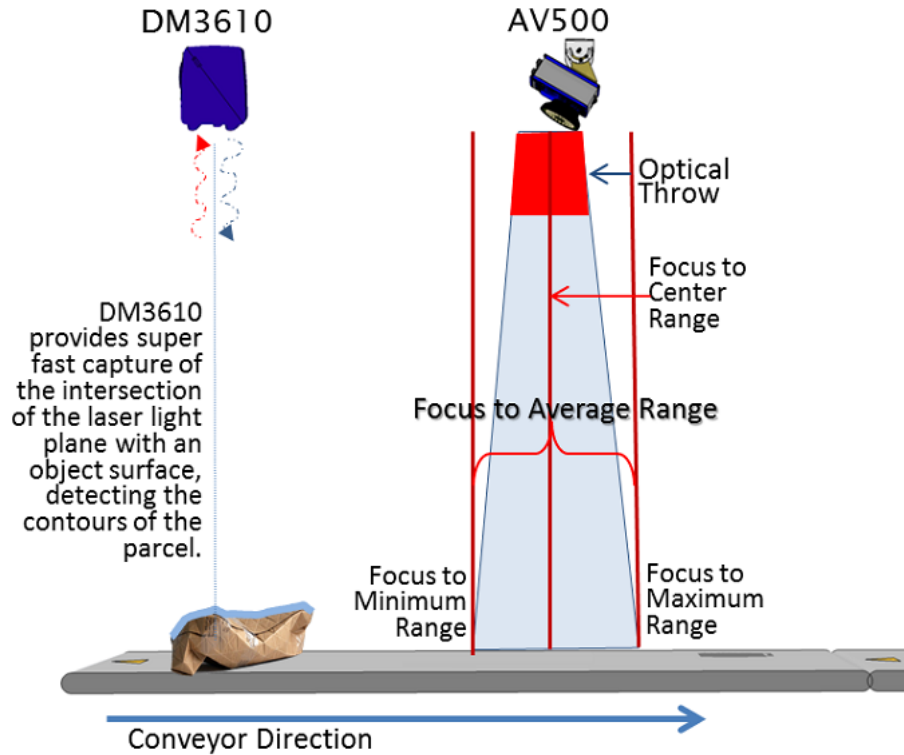 DM3610
AV500
Optical
Throw
Focus to
Center
Range
DM3610
provides super
fast capture of
the intersection
of the laser light
plane with an
object surface,
detecting the
contours of the
parcel.
Focus to Average Range
Focus to
Minimum
Range
Focus to
Maximum
Range
Conveyor Direction